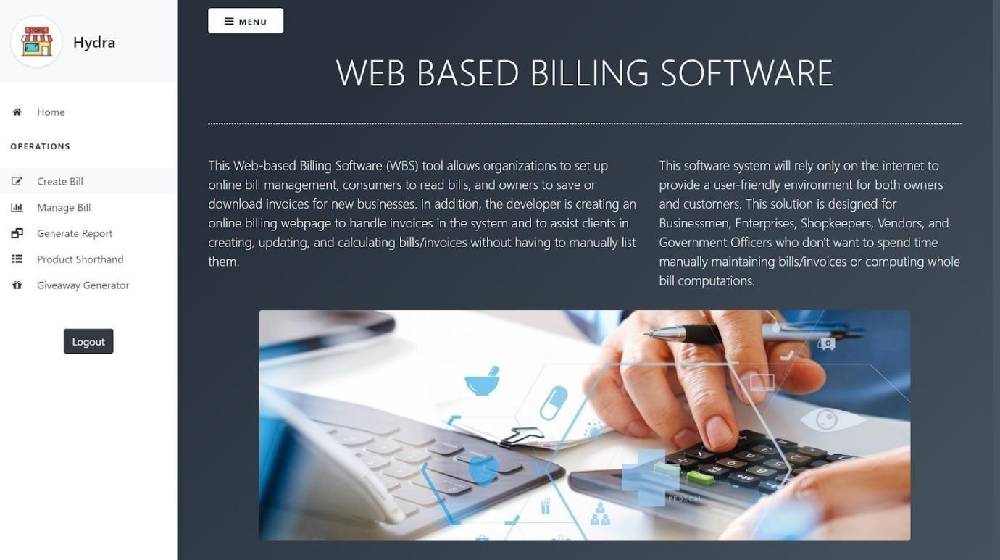 STORE
Hydra
Home
OPERATIONS
Create Bill
Manage Bill
Generate Report
Product Shorthand
Giveaway Generator
Logout
MENU
WEB BASED BILLING SOFTWARE
This Web-based Billing Software (WBS) tool allows organizations to set up
online bill management, consumers to read bills, and owners to save or
download invoices for new businesses. In addition, the developer is creating an
online billing webpage to handle invoices in the system and to assist clients in
creating, updating, and calculating bills/invoices without having to manually list
them.
This software system will rely only on the internet to
provide a user-friendly environment for both owners
and customers. This solution is designed for
Businessmen, Enterprises, Shopkeepers, Vendors, and
Government Officers who don't want to spend time
manually maintaining bills/invoices or computing whole
bill computations.
MEDICAL